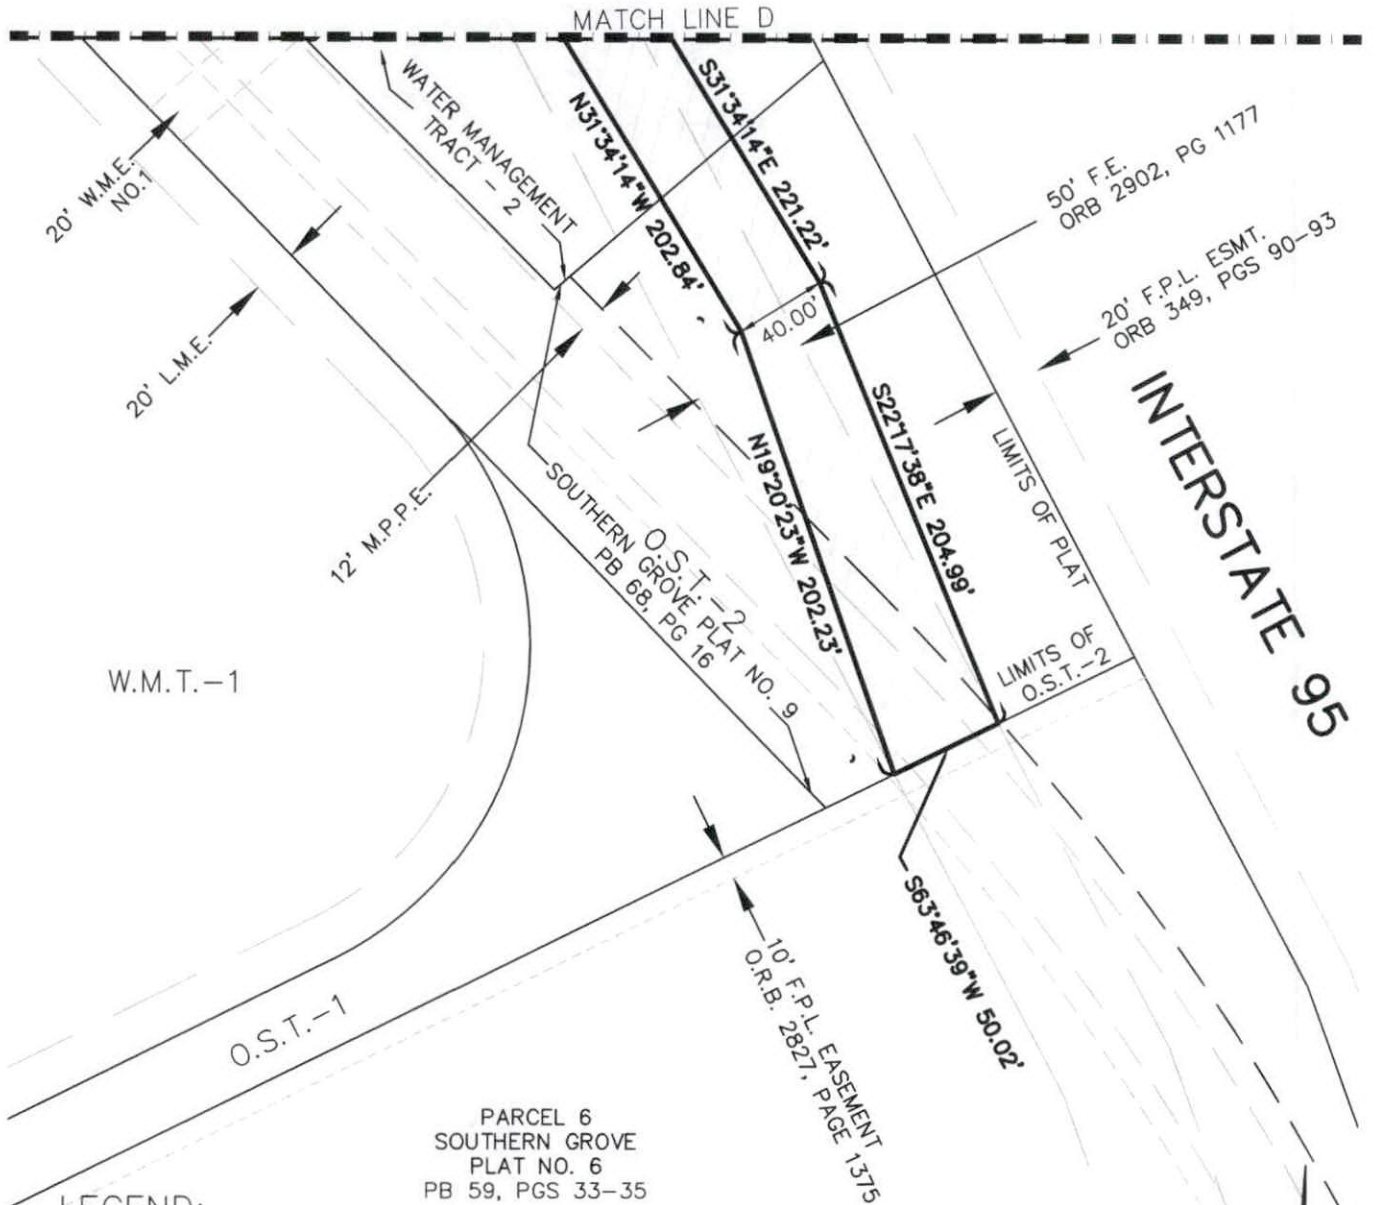 MATCH LINE D
WATER MANAGEMENT
TRACT - 2
N31°34'14"W 202.84'
S31°34'14"E 221.22'
20' W.M.E.
NO.1
50' F.E.
ORB 2902, PG 1177
20' F.P.L. ESMT.
ORB 349, PGS 90-93
20' L.M.E.
40.00'
INTERSTATE 95
12' M.P.P.E.
S22°17'38"E 204.99'
N19°20'23"W 202.23'
LIMITS OF PLAT
O.S.T.-2
SOUTHERN GROVE PLAT NO. 9
PB 68, PG 16
LIMITS OF
O.S.T.-2
W.M.T.-1
S63°46'39"W 50.02'
10' F.P.L. EASEMENT
O.R.B. 2827, PAGE 1375
O.S.T.-1
PARCEL 6
SOUTHERN GROVE
PLAT NO. 6
PB 59, PGS 33-35
LEGEND: